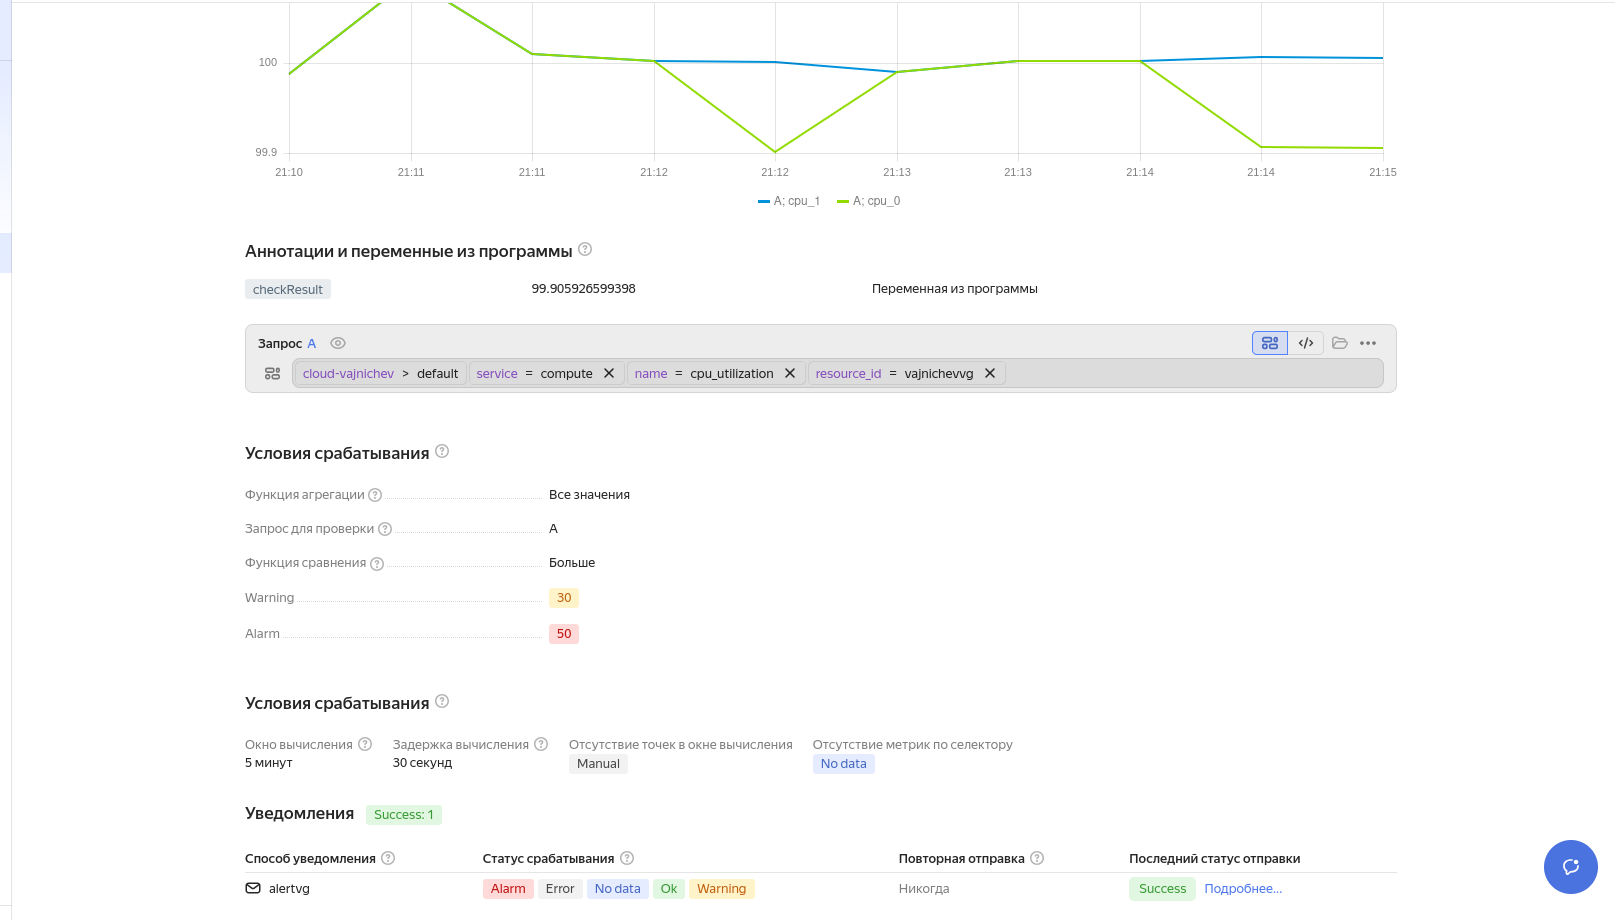 100
99.9
21:10 21:11 21:11 21:12 21:12 21:13 21:13 21:14 21:14 21:15
A; cpu_1 A; cpu_0
Аннотации и переменные из программы ?
checkResult 99.905926599398 Переменная из программы
Запрос A </> •••
cloud-vajnichev > default service = compute × name = cpu_utilization × resource_id = vajnichevvg ×
Условия срабатывания ?
Функция агрегации ? Все значения
Запрос для проверки ? A
Функция сравнения ? Больше
Warning 30
Alarm 50
Условия срабатывания ?
Окно вычисления ? Задержка вычисления ? Отсутствие точек в окне вычисления Отсутствие метрик по селектору
5 минут 30 секунд Manual No data
Уведомления Success: 1
Способ уведомления ? Статус срабатывания ? Повторная отправка ? Последний статус отправки
alertvg Alarm Error No data Ok Warning Никогда Success Подробнее...